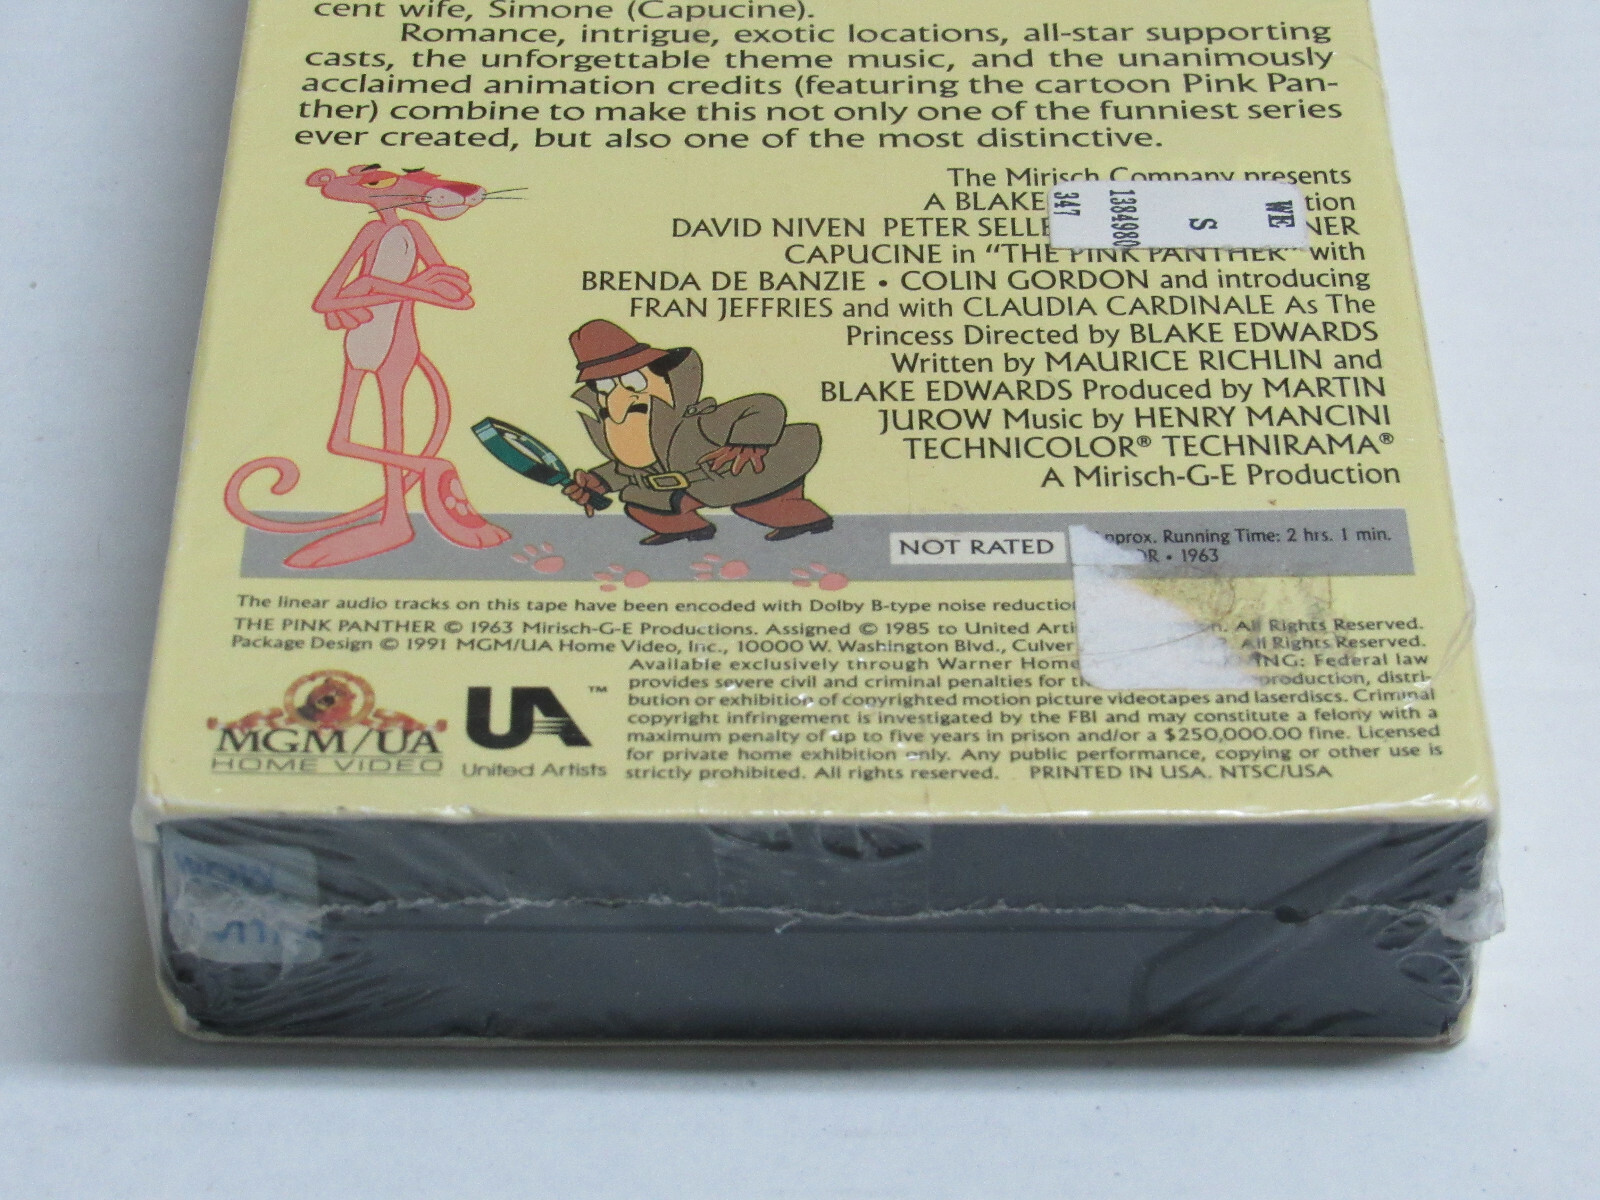 cent wife, Simone (Capucine).
Romance, intrigue, exotic locations, all-star supporting
casts, the unforgettable theme music, and the unanimously
acclaimed animation credits (featuring the cartoon Pink Pan-
ther) combine to make this not only one of the funniest series
ever created, but also one of the most distinctive.
The Mirisch Company presents
A BLAKE tion
DAVID NIVEN PETER SELLE NER
CAPUCINE in “THE PINK PANTHER” with
BRENDA DE BANZIE • COLIN GORDON and introducing
FRAN JEFFRIES and with CLAUDIA CARDINALE As The
Princess Directed by BLAKE EDWARDS
Written by MAURICE RICHLIN and
BLAKE EDWARDS Produced by MARTIN
JUROW Music by HENRY MANCINI
TECHNICOLOR® TECHNIRAMA®
A Mirisch-G-E Production
WE
S
1384980
347
NOT RATED
pprox. Running Time: 2 hrs. 1 min.
OR • 1963
The linear audio tracks on this tape have been encoded with Dolby B-type noise reductio
THE PINK PANTHER © 1963 Mirisch-G-E Productions. Assigned © 1985 to United Arti n. All Rights Reserved.
Package Design © 1991 MGM/UA Home Video, Inc., 10000 W. Washington Blvd., Culver All Rights Reserved.
Available exclusively through Warner Home ING: Federal law
provides severe civil and criminal penalties for production, distri-
bution or exhibition of copyrighted motion picture videotapes and laserdiscs. Criminal
copyright infringement is investigated by the FBI and may constitute a felony with a
maximum penalty of up to five years in prison and/or a $250,000.00 fine. Licensed
for private home exhibition only. Any public performance, copying or other use is
strictly prohibited. All rights reserved. PRINTED IN USA. NTSC/USA
MGM/UA
HOME VIDEO
UA™
United Artists